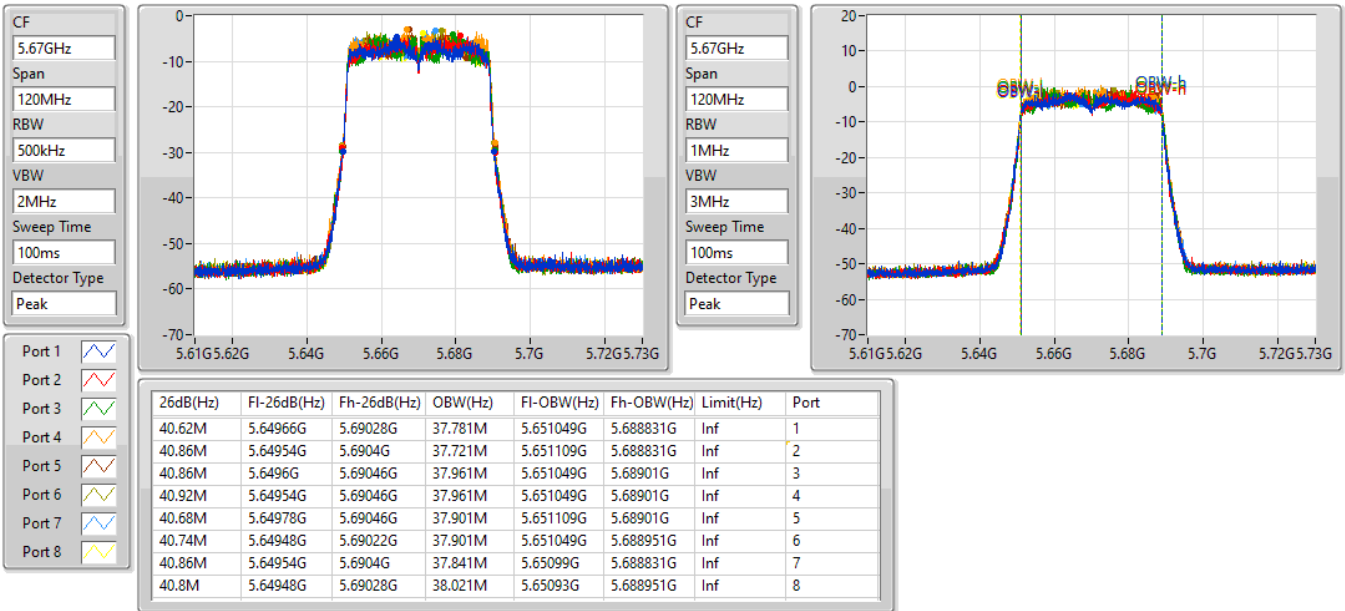 CF
5.67GHz
Span
120MHz
RBW
500kHz
VBW
2MHz
Sweep Time
100ms
Detector Type
Peak
0
-10
-20
-30
-40
-50
-60
-70
5.61G 5.62G 5.64G 5.66G 5.68G 5.7G 5.72G 5.73G
CF
5.67GHz
Span
120MHz
RBW
1MHz
VBW
3MHz
Sweep Time
100ms
Detector Type
Peak
20
10
0
-10
-20
-30
-40
-50
-60
-70
OBW-h
5.61G 5.62G 5.64G 5.66G 5.68G 5.7G 5.72G 5.73G
Port 1
Port 2
Port 3
Port 4
Port 5
Port 6
Port 7
Port 8
26dB(Hz) Fl-26dB(Hz) Fh-26dB(Hz) OBW(Hz) Fl-OBW(Hz) Fh-OBW(Hz) Limit(Hz) Port
40.62M 5.64966G 5.69028G 37.781M 5.651049G 5.688831G Inf 1
40.86M 5.64954G 5.6904G 37.721M 5.651109G 5.688831G Inf 2
40.86M 5.6496G 5.69046G 37.961M 5.651049G 5.68901G Inf 3
40.92M 5.64954G 5.69046G 37.961M 5.651049G 5.68901G Inf 4
40.68M 5.64978G 5.69046G 37.901M 5.651109G 5.68901G Inf 5
40.74M 5.64948G 5.69022G 37.901M 5.651049G 5.688951G Inf 6
40.86M 5.64954G 5.6904G 37.841M 5.65099G 5.688831G Inf 7
40.8M 5.64948G 5.69028G 38.021M 5.65093G 5.688951G Inf 8